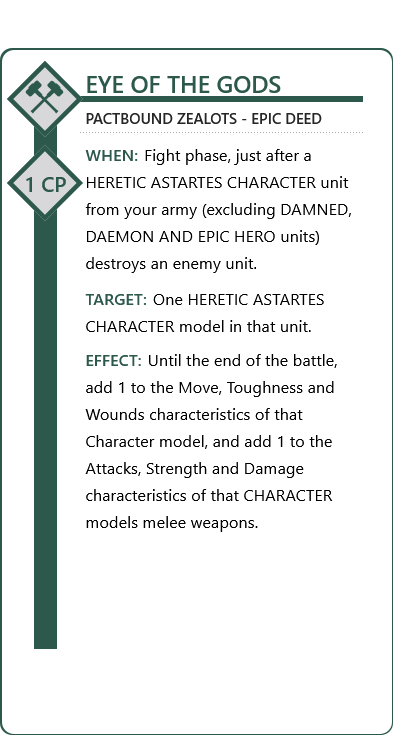 EYE OF THE GODS
PACTBOUND ZEALOTS - EPIC DEED
1 CP
WHEN: Fight phase, just after a
HERETIC ASTARTES CHARACTER unit
from your army (excluding DAMNED,
DAEMON AND EPIC HERO units)
destroys an enemy unit.
TARGET: One HERETIC ASTARTES
CHARACTER model in that unit.
EFFECT: Until the end of the battle,
add 1 to the Move, Toughness and
Wounds characteristics of that
Character model, and add 1 to the
Attacks, Strength and Damage
characteristics of that CHARACTER
models melee weapons.